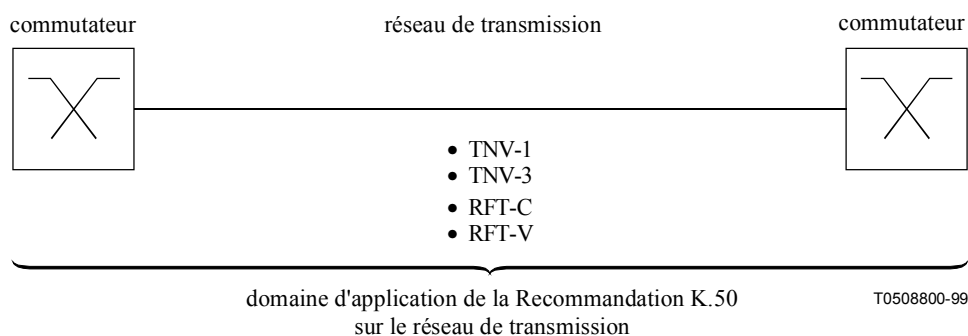 commutateur
réseau de transmission
commutateur
• TNV-1
• TNV-3
• RFT-C
• RFT-V
domaine d'application de la Recommandation K.50
sur le réseau de transmission
T0508800-99